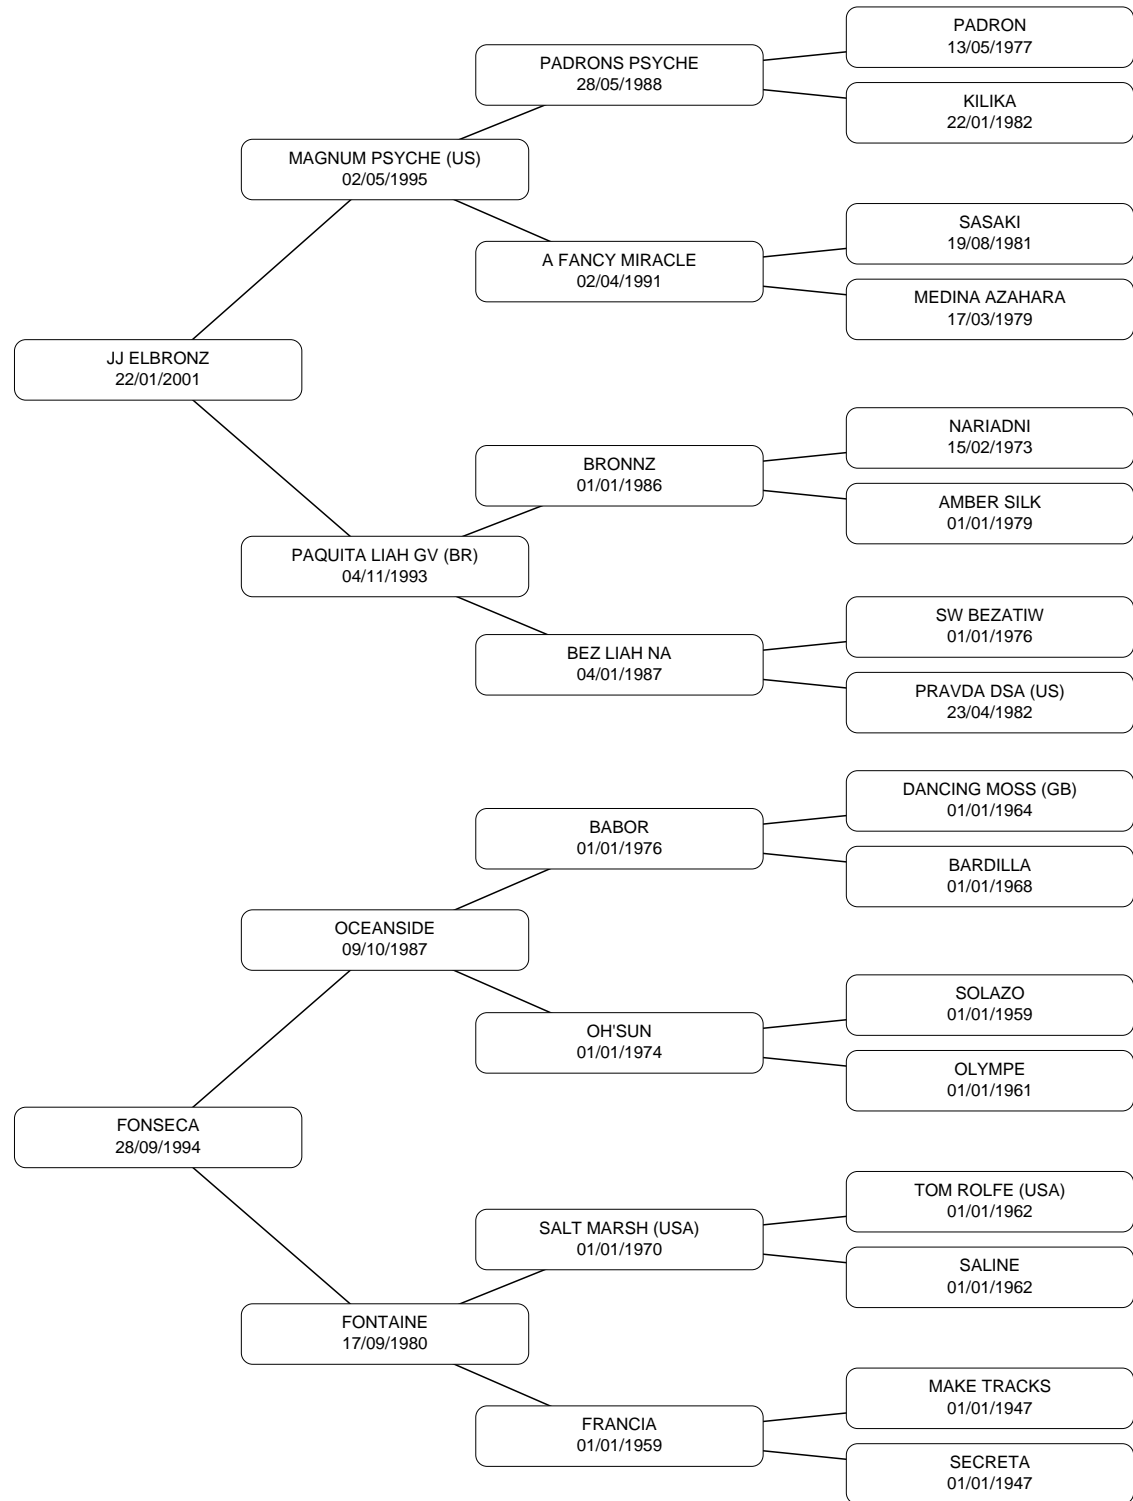 PADRON
13/05/1977
PADRONS PSYCHE
28/05/1988
KILIKA
22/01/1982
MAGNUM PSYCHE (US)
02/05/1995
SASAKI
19/08/1981
A FANCY MIRACLE
02/04/1991
MEDINA AZAHARA
17/03/1979
JJ ELBRONZ
22/01/2001
NARIADNI
15/02/1973
BRONNZ
01/01/1986
AMBER SILK
01/01/1979
PAQUITA LIAH GV (BR)
04/11/1993
SW BEZATIW
01/01/1976
BEZ LIAH NA
04/01/1987
PRAVDA DSA (US)
23/04/1982
DANCING MOSS (GB)
01/01/1964
BABOR
01/01/1976
BARDILLA
01/01/1968
OCEANSIDE
09/10/1987
SOLAZO
01/01/1959
OH'SUN
01/01/1974
OLYMPE
01/01/1961
FONSECA
28/09/1994
TOM ROLFE (USA)
01/01/1962
SALT MARSH (USA)
01/01/1970
SALINE
01/01/1962
FONTAINE
17/09/1980
MAKE TRACKS
01/01/1947
FRANCIA
01/01/1959
SECRETA
01/01/1947